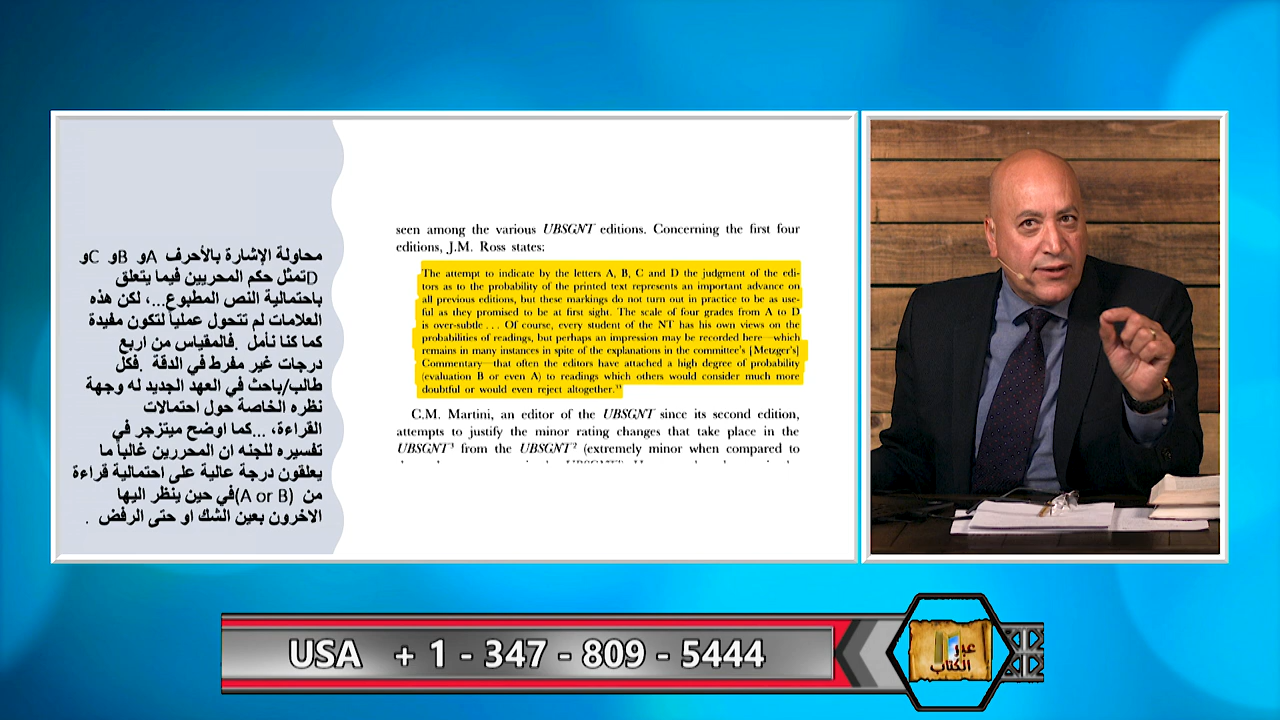 محاولة الإشارة بالأحرف Aو Bو Cو
Dتمثل حكم المحريين فيما يتعلق
باحتمالية النص المطبوع...، لكن هذه
العلامات لم تتحول عملياً لتكون مفيدة
كما كنا نأمل .فالمقياس من اربع
درجات غير مفرط في الدقة .فكل
طالب/باحث في العهد الجديد له وجهة
نظره الخاصة حول احتمالات
القراءة، ...كما اوضح ميتزجر في
تفسيره للجنه ان المحررين غالباً ما
يعلقون درجة عالية على احتمالية قراءة
من (A or B)في حين ينظر اليها
الاخرون بعين الشك او حتى الرفض .
seen among the various UBSGNT editions. Concerning the first four
editions, J.M. Ross states:
The attempt to indicate by the letters A, B, C and D the judgment of the edi-
tors as to the probability of the printed text represents an important advance on
all previous editions, but these markings do not turn out in practice to be as use-
ful as they promised to be at first sight. The scale of four grades from A to D
is over-subtle . . . Of course, every student of the NT has his own views on the
probabilities of readings, but perhaps an impression may be recorded here—which
remains in many instances in spite of the explanations in the committee's [Metzger's]
Commentary—that often the editors have attached a high degree of probability
(evaluation B or even A) to readings which others would consider much more
doubtful or would even reject altogether.
C.M. Martini, an editor of the UBSGNT since its second edition,
attempts to justify the minor rating changes that take place in the
UBSGNT³ from the UBSGNT² (extremely minor when compared to
USA + 1 - 347 - 809 - 5444
عبر
الكتاب